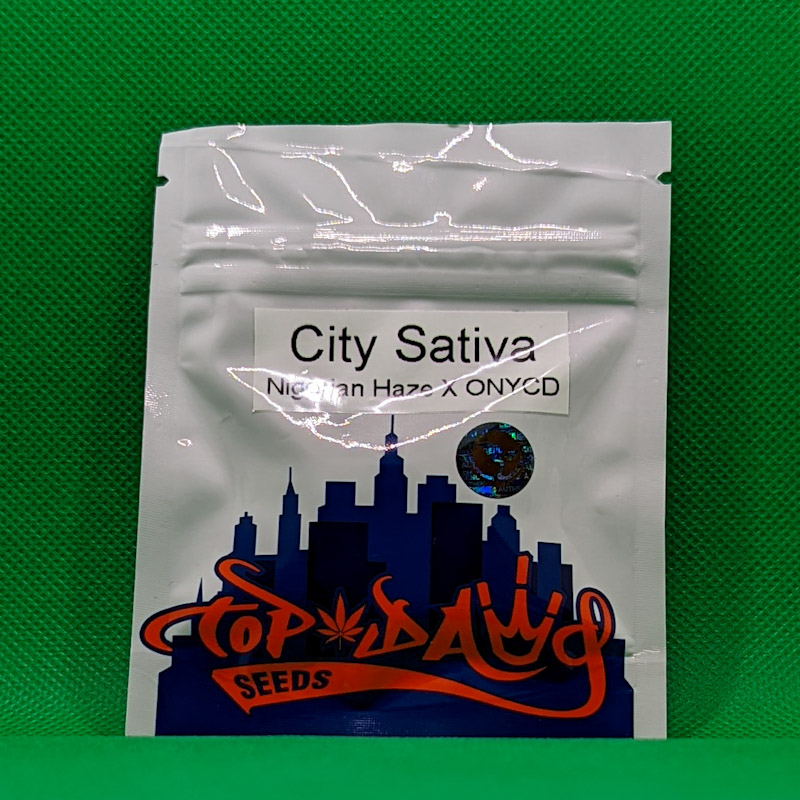 City Sativa
Nigerian Haze X ONYCD
TOP DAWG
SEEDS